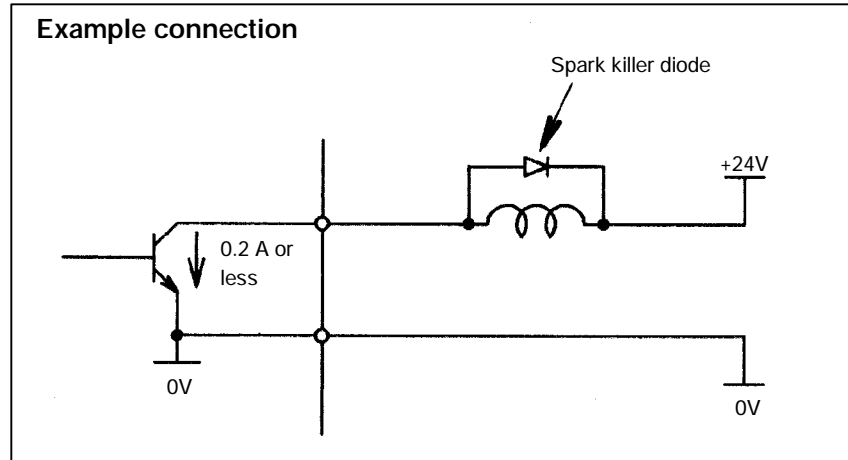 Example connection
Spark killer diode
+24V
0.2 A or
less
0V
0V